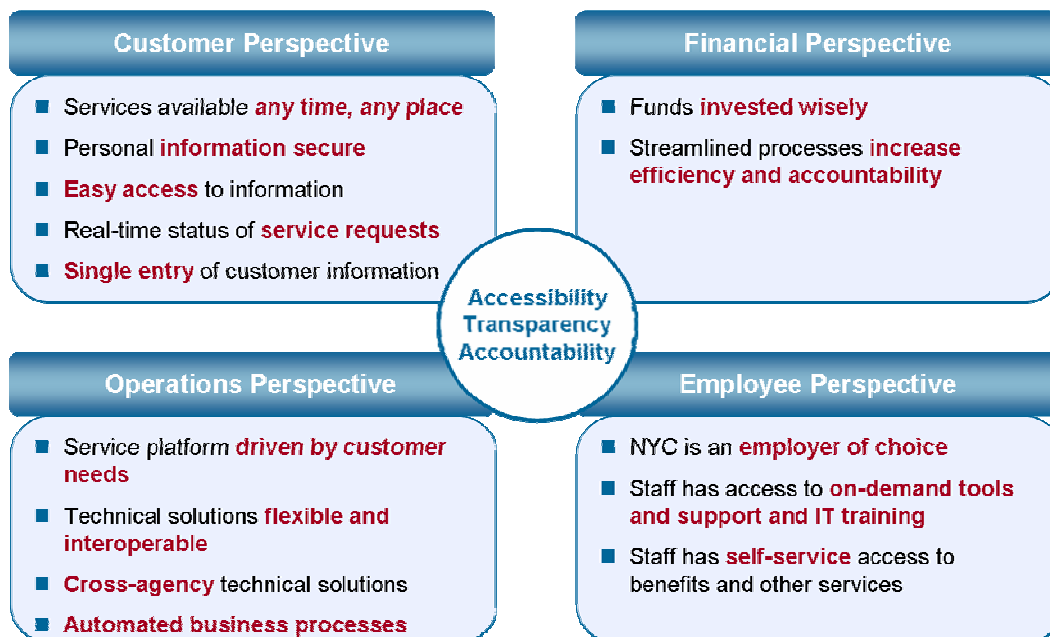 Customer Perspective
Services available any time, any place
Personal information secure
Easy access to information
Real-time status of service requests
Single entry of customer information
Financial Perspective
Funds invested wisely
Streamlined processes increase
efficiency and accountability
Accessibility
Transparency
Accountability
Operations Perspective
Service platform driven by customer
needs
Technical solutions flexible and
interoperable
Cross-agency technical solutions
Automated business processes
Employee Perspective
NYC is an employer of choice
Staff has access to on-demand tools
and support and IT training
Staff has self-service access to
benefits and other services